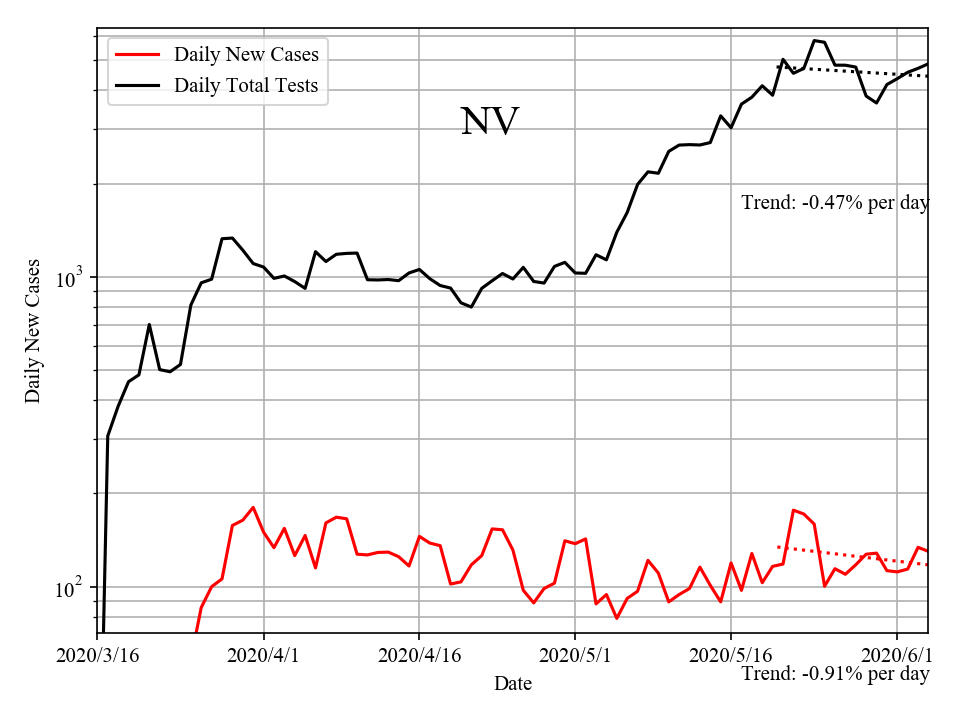 Daily New Cases
Daily Total Tests
NV
Trend: -0.47% per day
10^3
10^2
Daily New Cases
2020/3/16 2020/4/1 2020/4/16 2020/5/1 2020/5/16 2020/6/1
Trend: -0.91% per day
Date